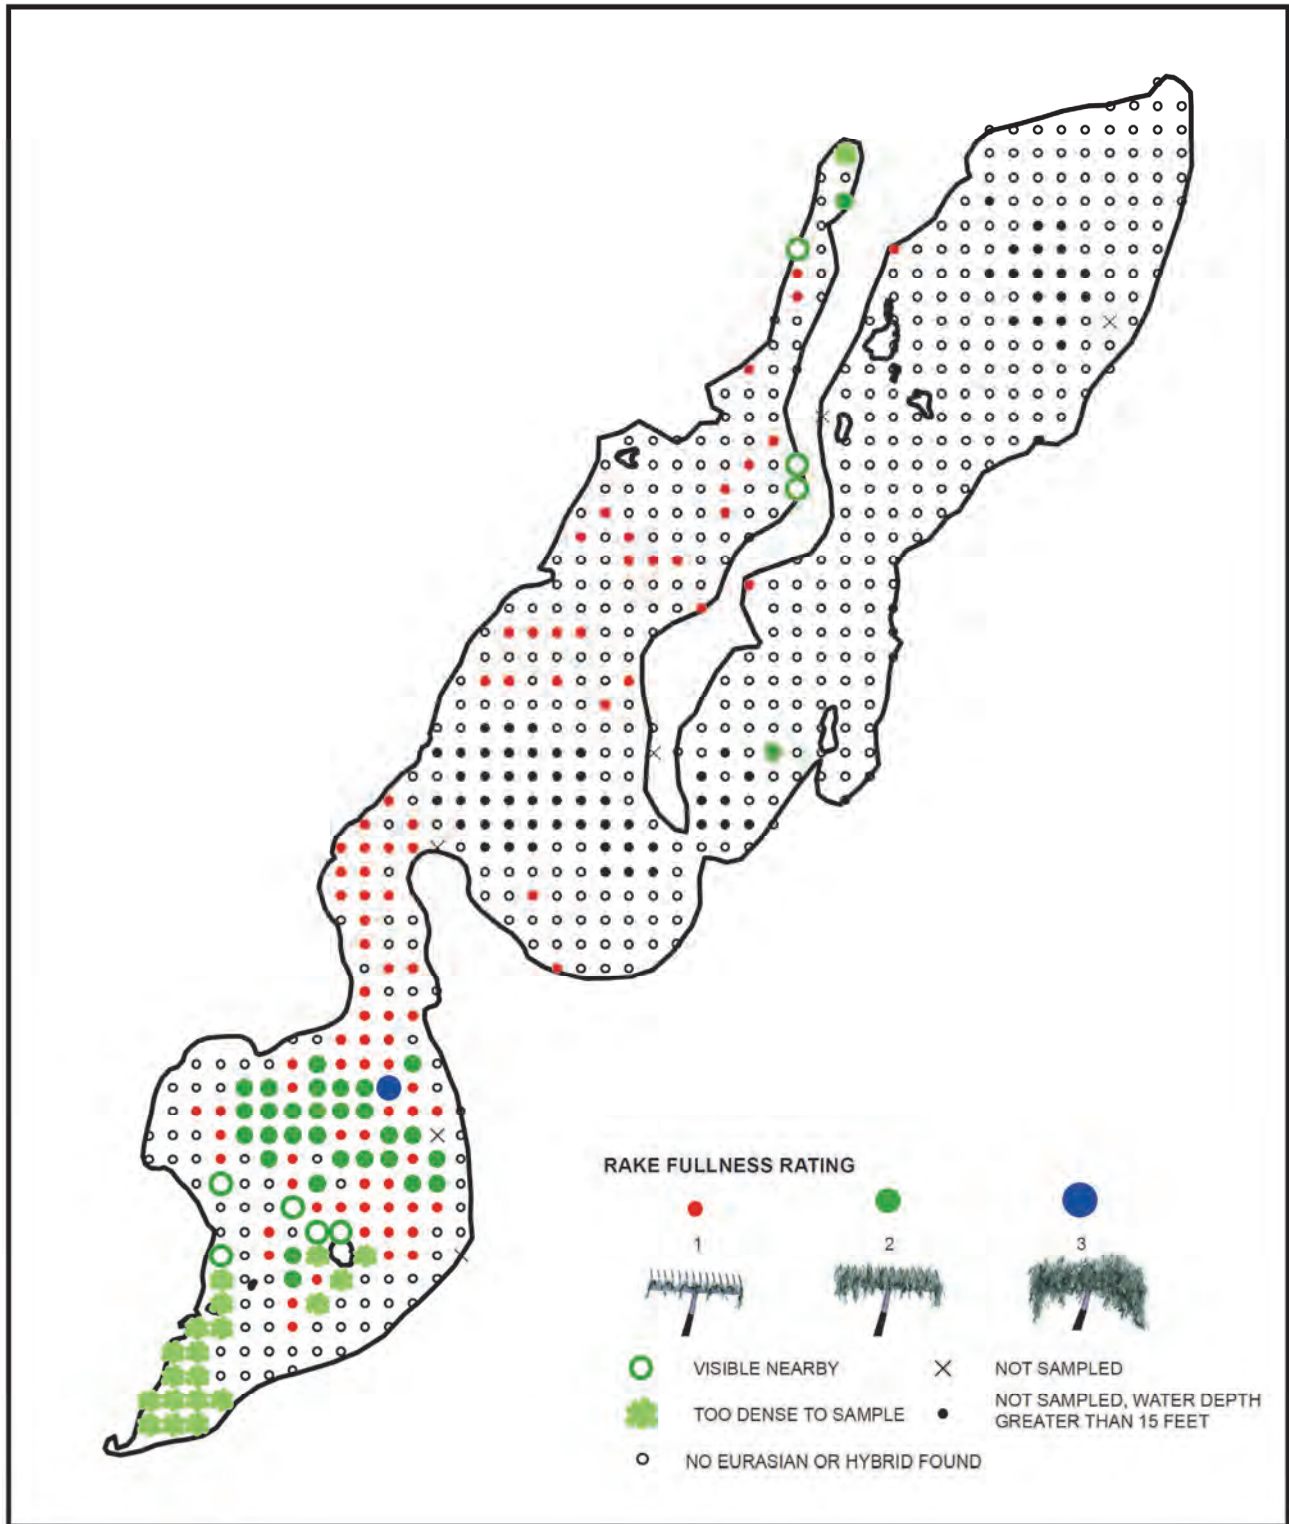 RAKE FULLNESS RATING
1
2
3
VISIBLE NEARBY
NOT SAMPLED
TOO DENSE TO SAMPLE
NOT SAMPLED, WATER DEPTH
GREATER THAN 15 FEET
NO EURASIAN OR HYBRID FOUND